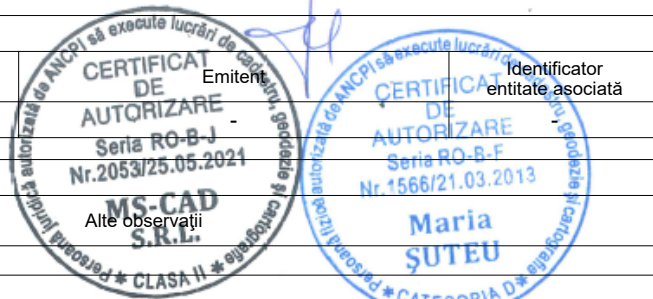 Emitent
Identificator
entitate asociată
-
-
Alte observaţii
Persoană juridică autorizată de ANCPI să execute lucrări de cadastru, geodezie și cartografie
CERTIFICAT
DE
AUTORIZARE
Seria RO-B-J
Nr.2053/25.05.2021
MS-CAD
S.R.L.
* CLASA II *
Persoană fizică autorizată de ANCPI să execute lucrări de cadastru, geodezie și cartografie
CERTIFICAT
DE
AUTORIZARE
Seria RO-B-F
Nr.1566/21.03.2013
Maria
ŞUTEU
* CATEGORIA D *